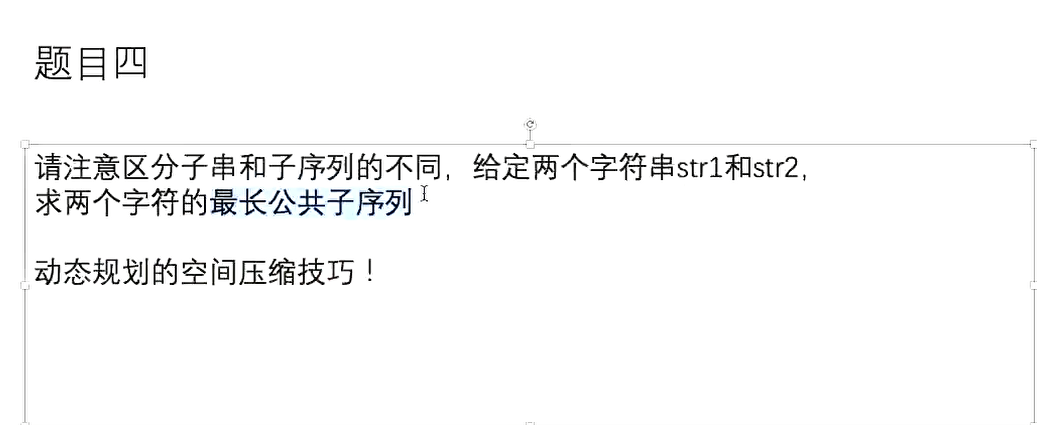 题目四
请注意区分子串和子序列的不同，给定两个字符串str1和str2，
求两个字符的最长公共子序列
动态规划的空间压缩技巧！